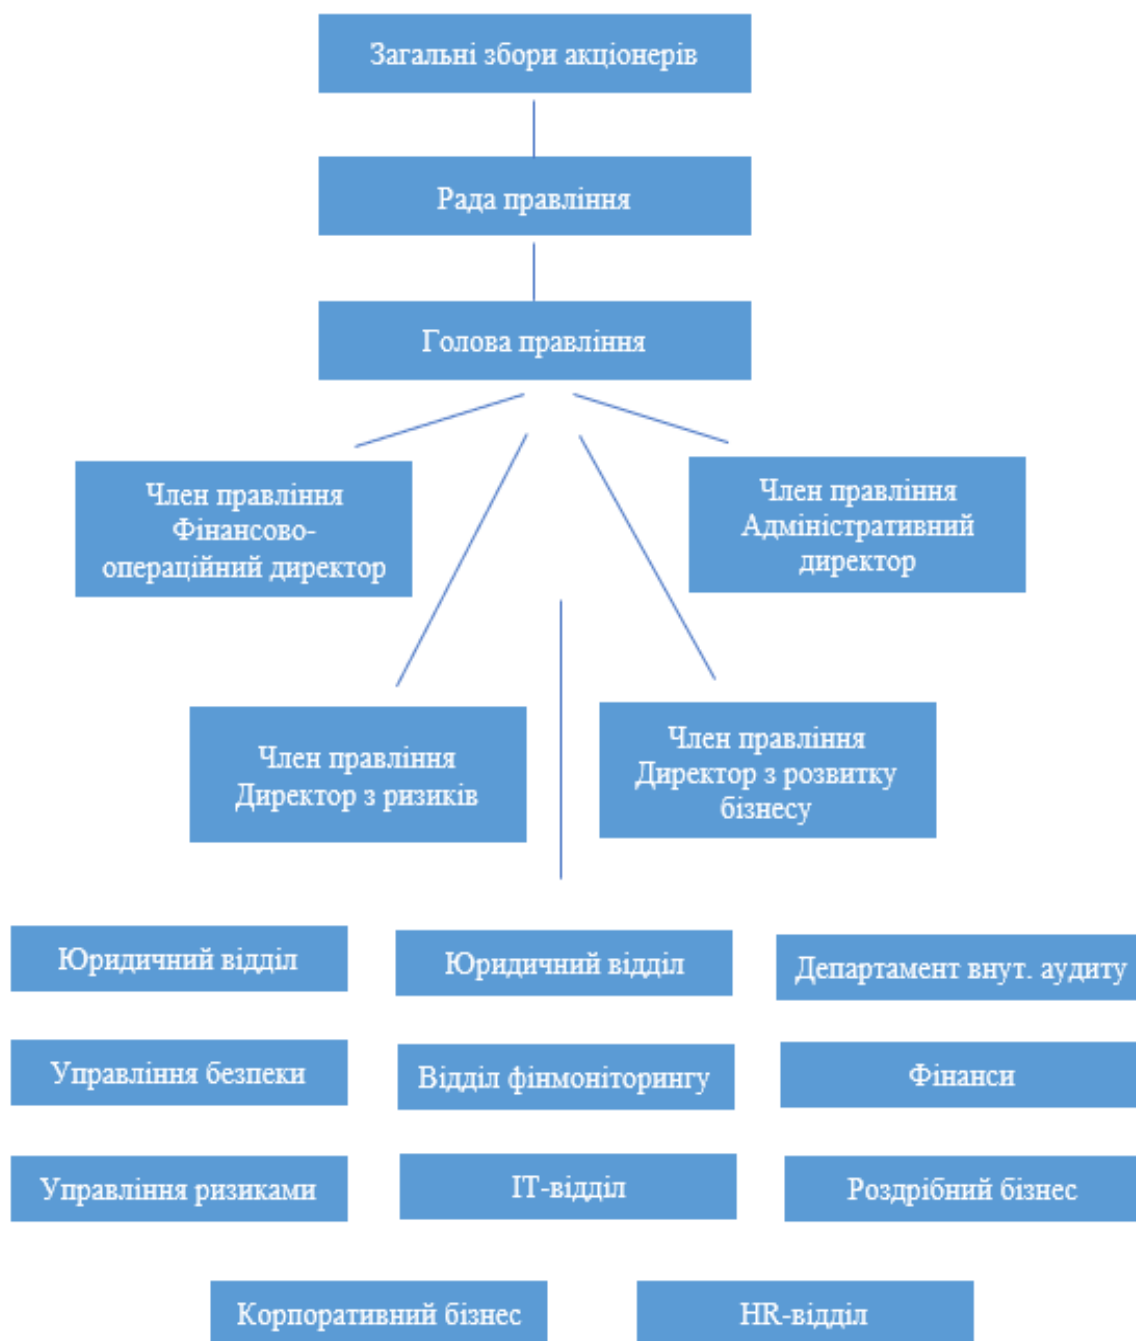 Загальні збори акціонерів
Рада правління
Голова правління
Член правління
Фінансово-
операційний директор
Член правління
Адміністративний
директор
Член правління
Директор з ризиків
Член правління
Директор з розвитку
бізнесу
Юридичний відділ
Юридичний відділ
Департамент внут. аудиту
Управління безпеки
Відділ фінмоніторингу
Фінанси
Управління ризиками
ІТ-відділ
Роздрібний бізнес
Корпоративний бізнес
HR-відділ